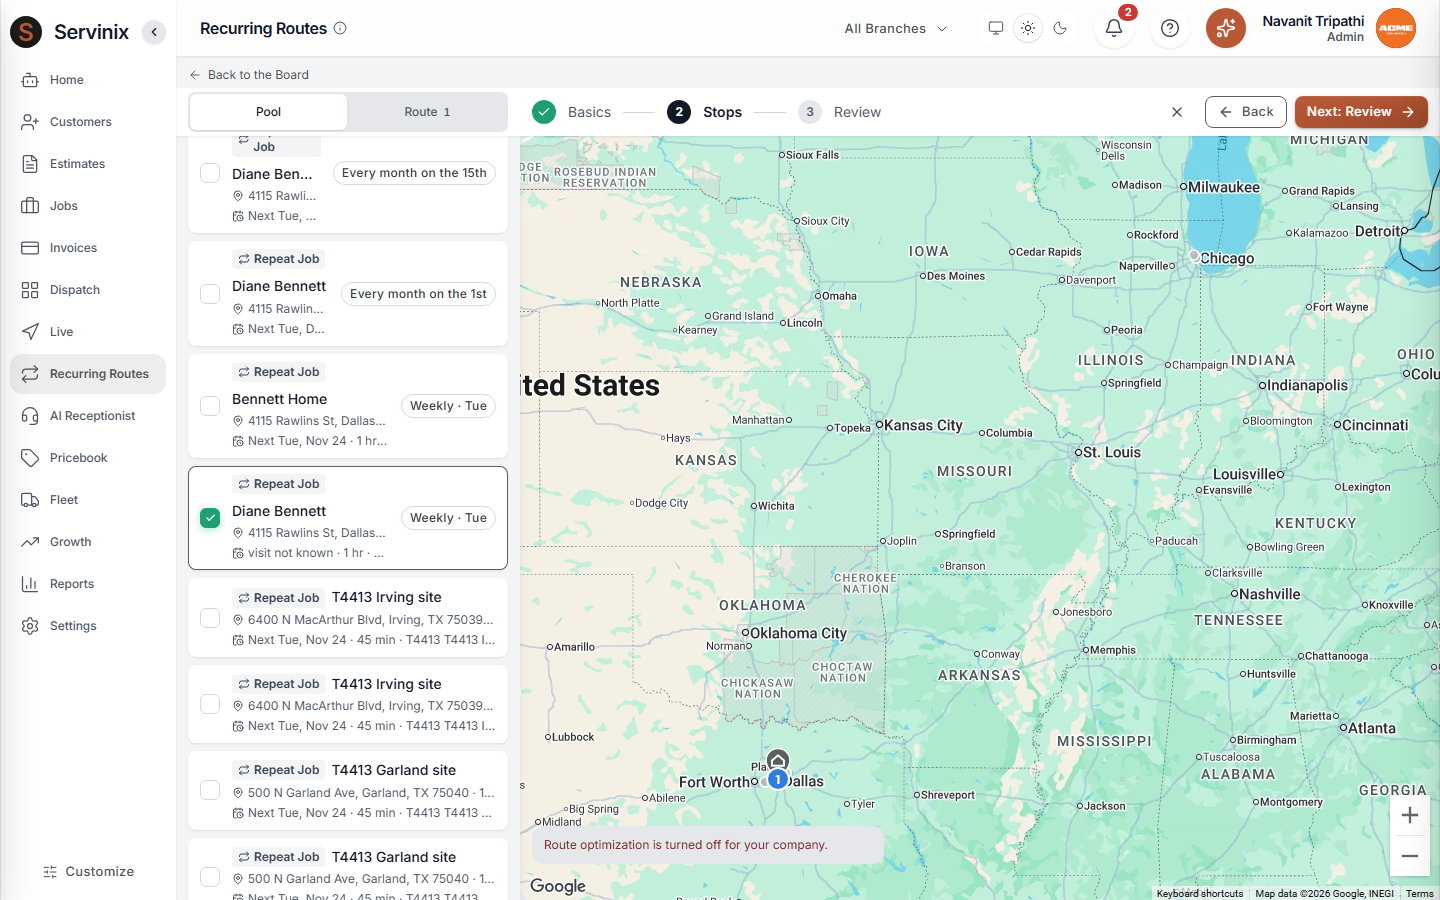 Servinix
Recurring Routes
All Branches
2
Navanit Tripathi
Admin
ACME
Home
Customers
Estimates
Jobs
Invoices
Dispatch
Live
Recurring Routes
AI Receptionist
Pricebook
Fleet
Growth
Reports
Settings
Customize
Back to the Board
Pool
Route 1
Basics
2 Stops
3 Review
Back
Next: Review
Job
Diane Ben...
4115 Rawli...
Next Tue, ...
Every month on the 15th
Repeat Job
Diane Bennett
4115 Rawlin...
Next Tue, D...
Every month on the 1st
Repeat Job
Bennett Home
4115 Rawlins St, Dallas...
Next Tue, Nov 24 · 1 hr...
Weekly · Tue
Repeat Job
Diane Bennett
4115 Rawlins St, Dallas...
visit not known · 1 hr · ...
Weekly · Tue
Repeat Job T4413 Irving site
6400 N MacArthur Blvd, Irving, TX 75039...
Next Tue, Nov 24 · 45 min · T4413 T4413 I...
Repeat Job T4413 Irving site
6400 N MacArthur Blvd, Irving, TX 75039...
Next Tue, Nov 24 · 45 min · T4413 T4413 I...
Repeat Job T4413 Garland site
500 N Garland Ave, Garland, TX 75040 · 1...
Next Tue, Nov 24 · 45 min · T4413 T4413 ...
Repeat Job T4413 Garland site
500 N Garland Ave, Garland, TX 75040 · 1...
Next Tue, Nov 24 · 45 min · T4413 T4413 ...
ROSEBUD INDIAN
RESERVATION
Sioux Falls
Wisconsin
Dells
MICHIGAN
Madison
Milwaukee
Grand Rapids
Lansing
Sioux City
Rockford
Kalamazoo
Detroit
IOWA
Cedar Rapids
Naperville
Chicago
NEBRASKA
Des Moines
Davenport
North Platte
Omaha
Fort Wayne
Grand Island
Lincoln
Kearney
Peoria
ILLINOIS
Champaign
INDIANA
OHIO
Springfield
Indianapolis
Colu
ited States
Manhattan
Topeka
Kansas City
Columbia
Bloomington
Cincinnati
Hays
KANSAS
St. Louis
MISSOURI
Louisville
Evansville
Lexington
Dodge City
Wichita
KENTUCKY
Joplin
Springfield
Paducah
Bowling Green
Branson
Clarksville
CHEROKEE
NATION
Nashville
Knoxville
OKLAHOMA
Jonesboro
TENNESSEE
Oklahoma City
Amarillo
Norman
Conway
Memphis
Chattanooga
CHOCTAW
NATION
ARKANSAS
Huntsville
CHICKASAW
NATION
Marietta
Atlanta
Lubbock
MISSISSIPPI
Birmingham
Tuscaloosa
ALABAMA
Pla
Fort Worth
1
Dallas
GEORGIA
Abilene
Tyler
Shreveport
Jackson
Montgomery
Big Spring
Midland
Route optimization is turned off for your company.
Google
Keyboard shortcuts
Map data ©2026 Google, INEGI
Terms